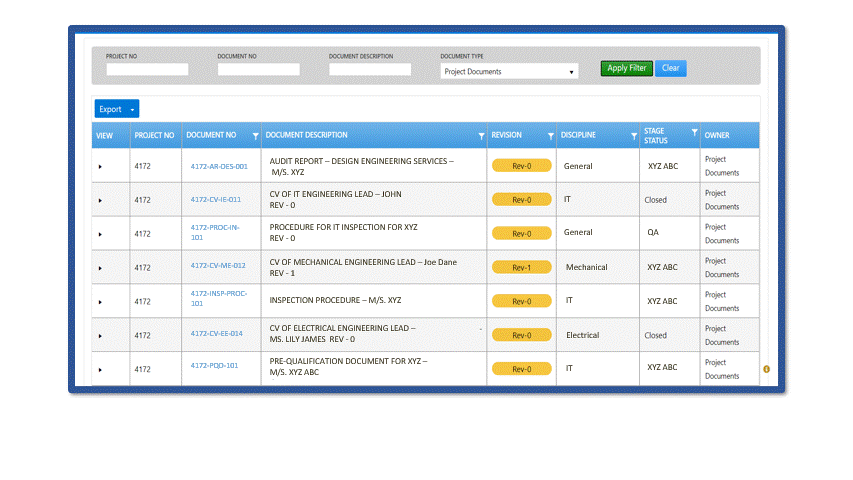 PROJECT NO DOCUMENT NO DOCUMENT DESCRIPTION DOCUMENT TYPE
Project Documents Apply Filter Clear
Export
VIEW PROJECT NO DOCUMENT NO DOCUMENT DESCRIPTION REVISION DISCIPLINE STAGE STATUS OWNER
4172 4172-AR-DES-001 AUDIT REPORT – DESIGN ENGINEERING SERVICES – M/S. XYZ Rev-0 General XYZ ABC Project Documents
4172 4172-CV-IE-011 CV OF IT ENGINEERING LEAD – JOHN REV - 0 Rev-0 IT Closed Project Documents
4172 4172-PROC-IN-101 PROCEDURE FOR IT INSPECTION FOR XYZ REV - 0 Rev-0 General QA Project Documents
4172 4172-CV-ME-012 CV OF MECHANICAL ENGINEERING LEAD – Joe Dane REV - 1 Rev-1 Mechanical XYZ ABC Project Documents
4172 4172-INSP-PROC-101 INSPECTION PROCEDURE – M/S. XYZ Rev-0 IT XYZ ABC Project Documents
4172 4172-CV-EE-014 CV OF ELECTRICAL ENGINEERING LEAD – MS. LILY JAMES REV - 0 Rev-0 Electrical Closed Project Documents
4172 4172-PQD-101 PRE-QUALIFICATION DOCUMENT FOR XYZ – M/S. XYZ ABC Rev-0 IT XYZ ABC Project Documents